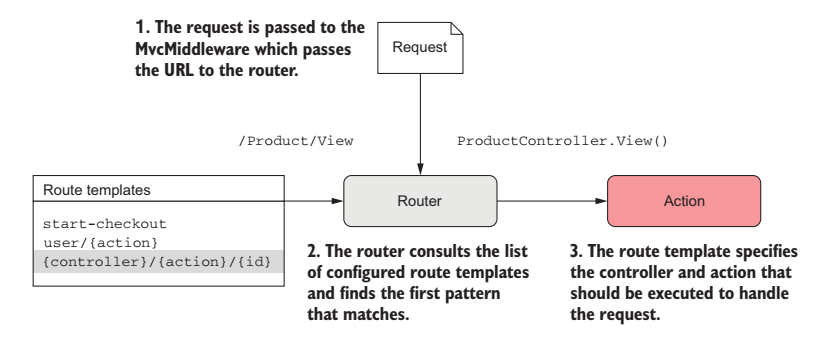 1. The request is passed to the
MvcMiddleware which passes
the URL to the router.
Request
/Product/View
ProductController.View()
Route templates
start-checkout
user/{action}
{controller}/{action}/{id}
Router
Action
2. The router consults the list
of configured route templates
and finds the first pattern
that matches.
3. The route template specifies
the controller and action that
should be executed to handle
the request.